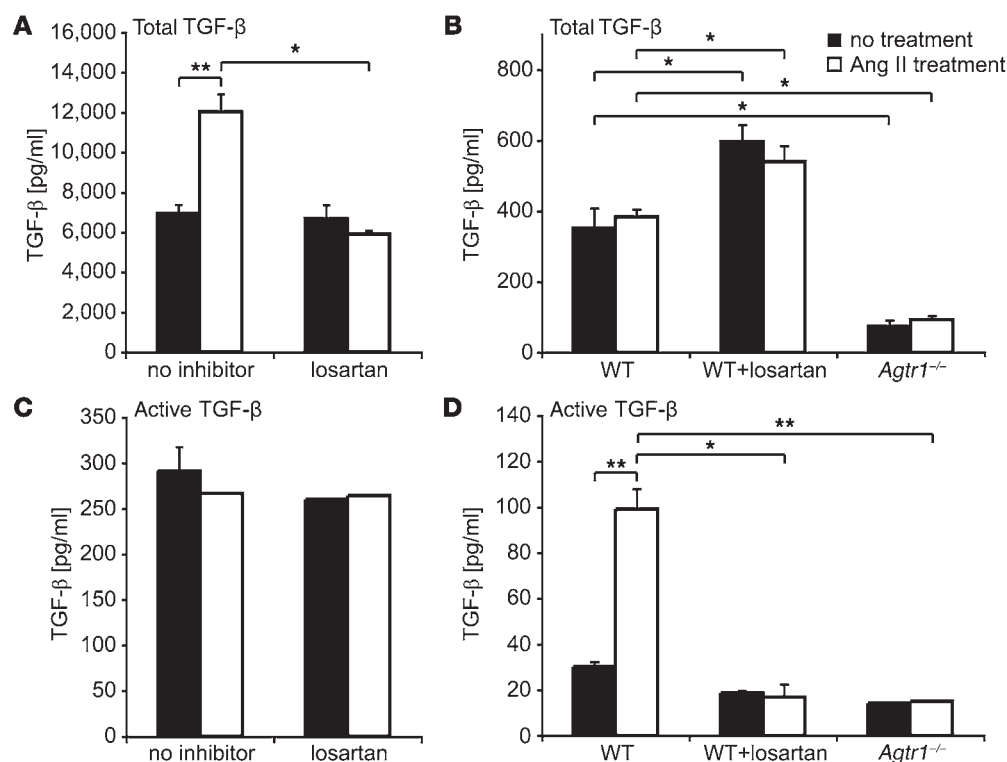 A Total TGF-β
16,000
14,000
12,000
10,000
8,000
6,000
4,000
2,000
0
TGF-β [pg/ml]
**
*
no inhibitor losartan
B Total TGF-β
no treatment
Ang II treatment
800
600
400
200
0
TGF-β [pg/ml]
*
*
*
*
WT WT+losartan Agtr1⁻/⁻
C Active TGF-β
350
300
250
200
150
100
50
0
TGF-β [pg/ml]
no inhibitor losartan
D Active TGF-β
140
120
100
80
60
40
20
0
TGF-β [pg/ml]
**
*
**
WT WT+losartan Agtr1⁻/⁻